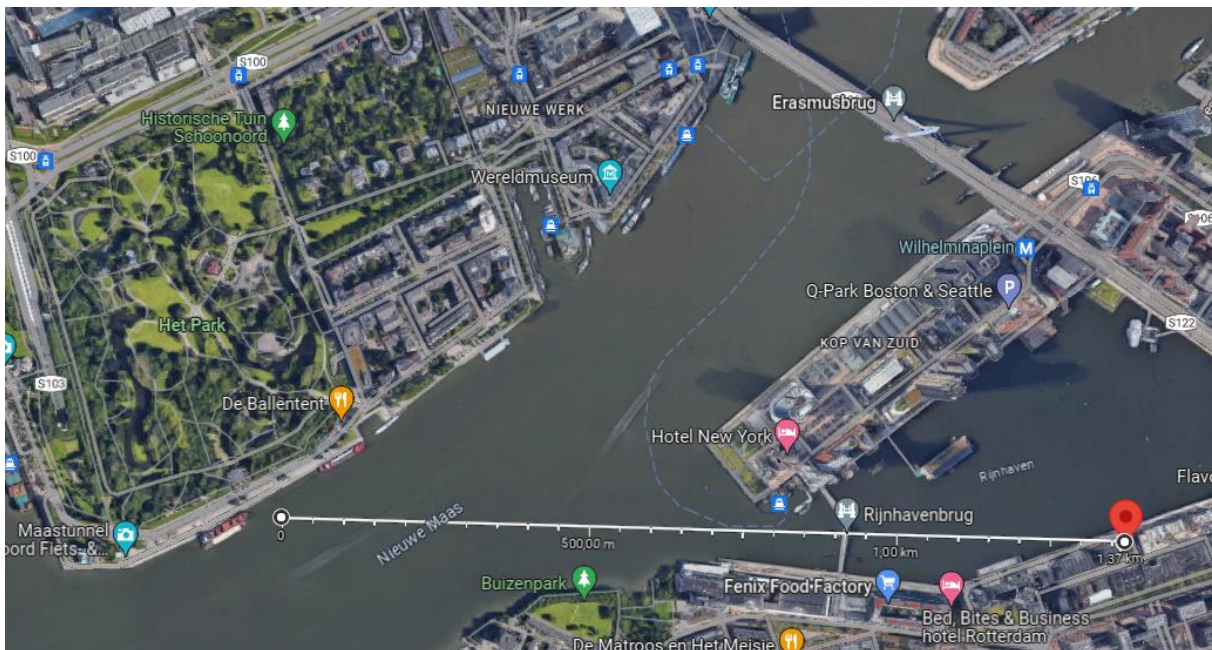 S100
Historische Tuin
Schoonoord
S100
NIEUWE WERK
Erasmusbrug
Wereldmuseum
S106
Wilhelminaplein
Q-Park Boston & Seattle
KOP VAN ZUID
S122
Het Park
S103
De Ballentent
Hotel New York
Rijnhaven
Flavo
Nieuwe Maas
Maastunnel
oord Fiets- &...
Rijnhavenbrug
0
500,00 m
1,00 km
1,37 km
Buizenpark
Fenix Food Factory
Bed, Bites & Business
hotel Rotterdam
De Matroos en Het Meisje